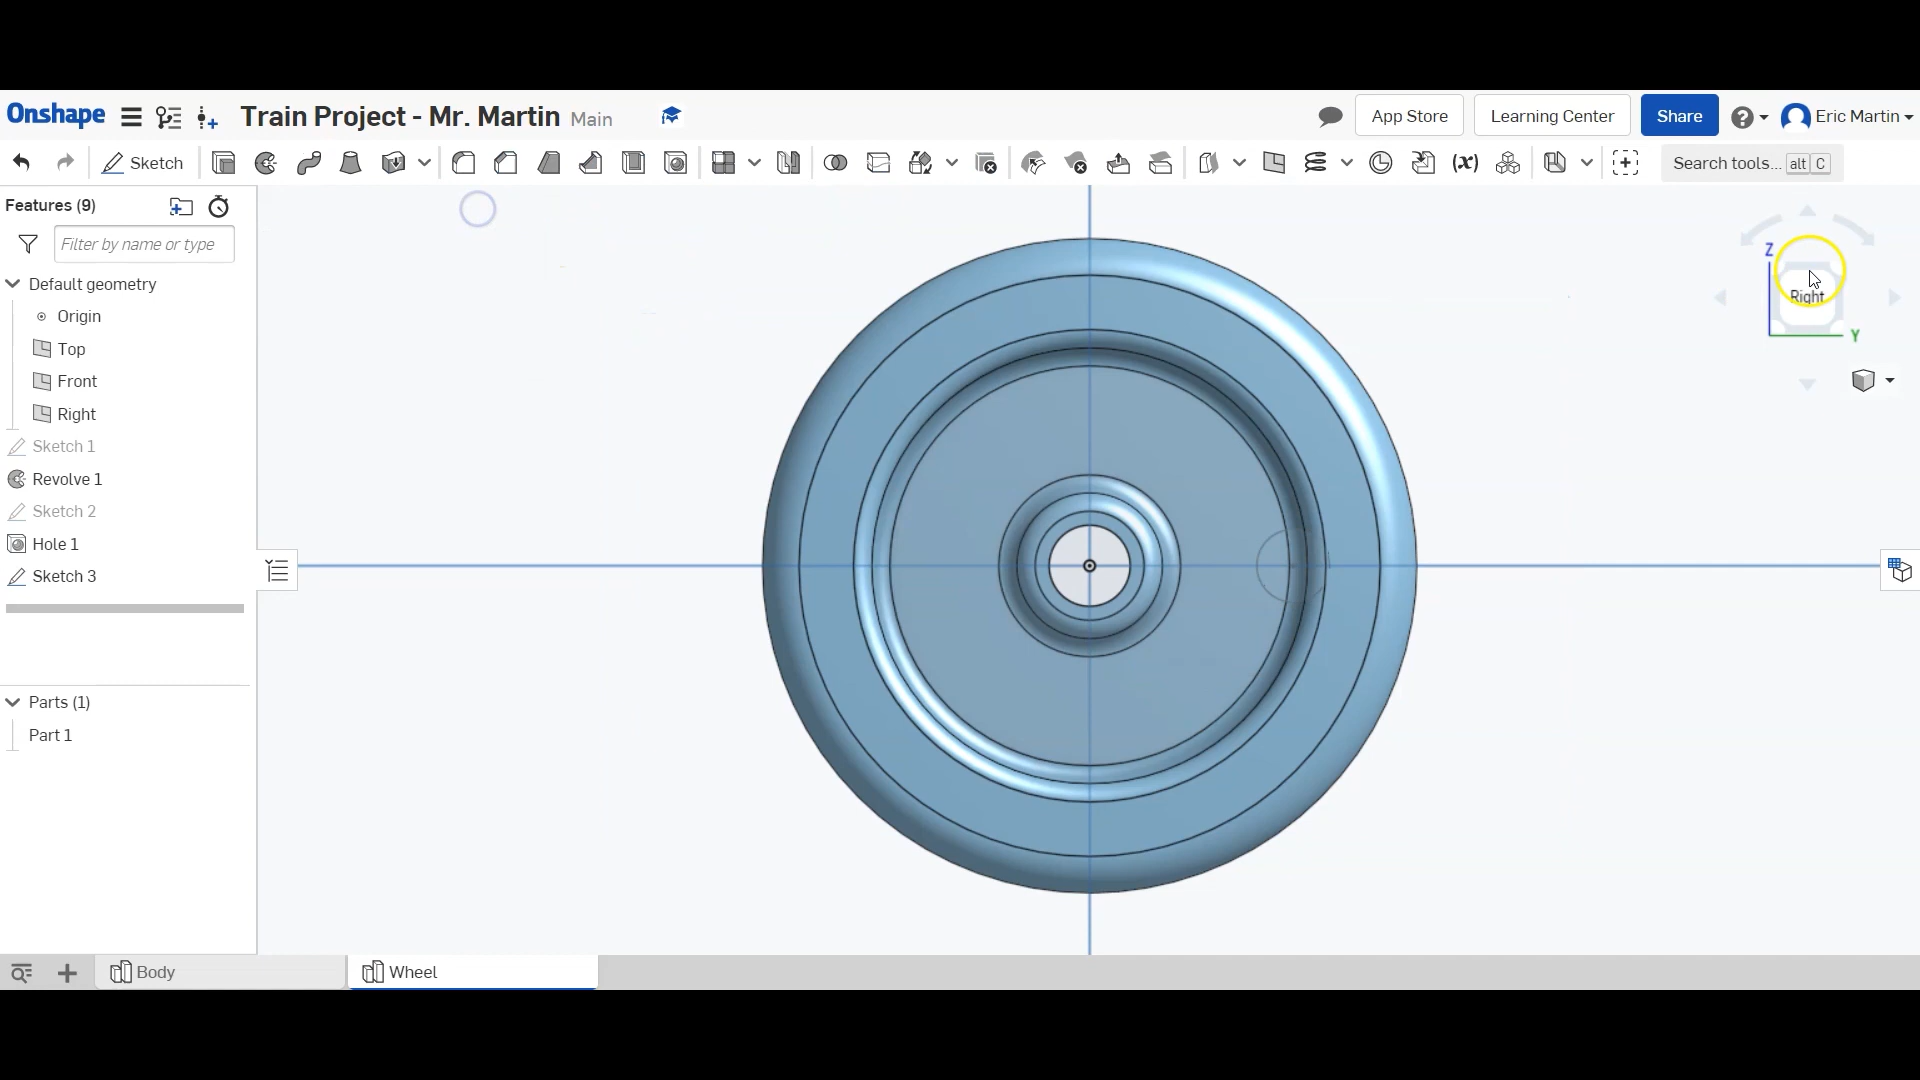 Onshape Train Project - Mr. Martin Main App Store Learning Center Share ? Eric Martin
Sketch (x) Search tools... alt C
Features (9)
Filter by name or type
Default geometry
Origin
Top
Front
Right
Sketch 1
Revolve 1
Sketch 2
Hole 1
Sketch 3
Parts (1)
Part 1
Z
Right
Y
Body Wheel